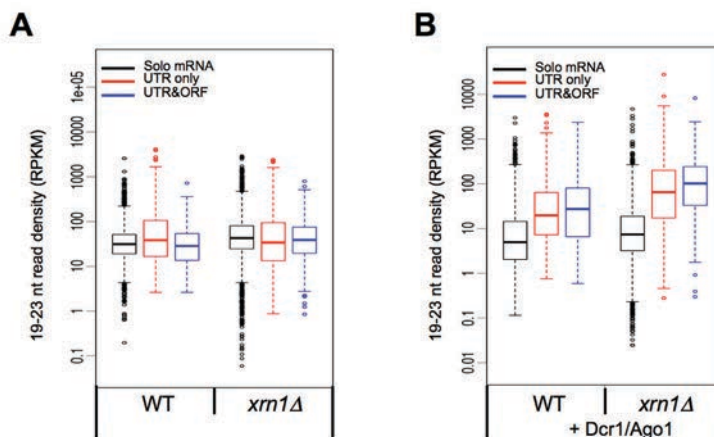 A
19-23 nt read density (RPKM)
1e+05
10000
1000
100
10
1
0.1
Solo mRNA
UTR only
UTR&ORF
WT
xrn1Δ
B
19-23 nt read density (RPKM)
10000
1000
100
10
1
0.1
0.01
Solo mRNA
UTR only
UTR&ORF
WT
xrn1Δ
+ Dcr1/Ago1